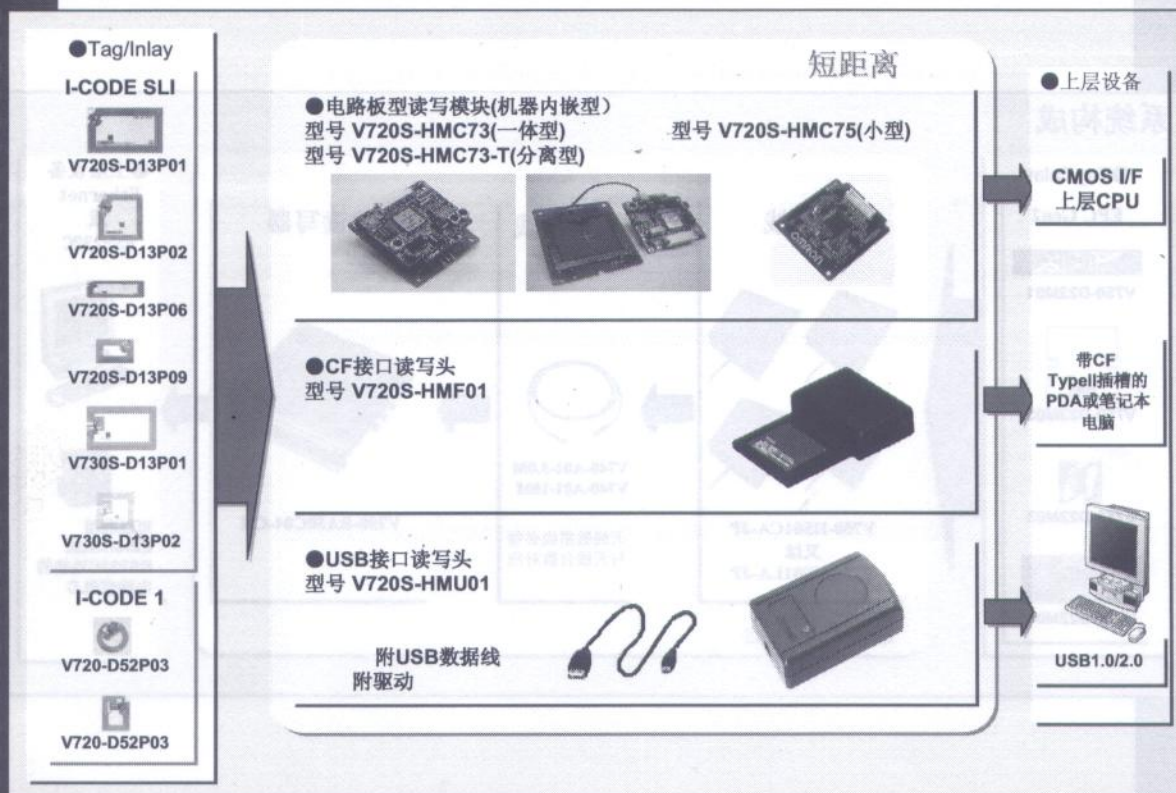 ●Tag/Inlay
I-CODE SLI
V720S-D13P01
V720S-D13P02
V720S-D13P06
V720S-D13P09
V730S-D13P01
V730S-D13P02
I-CODE 1
V720-D52P03
V720-D52P03
短距离
●电路板型读写模块(机器内嵌型）
型号 V720S-HMC73(一体型)
型号 V720S-HMC73-T(分离型)
型号 V720S-HMC75(小型)
omron
●CF接口读写头
型号 V720S-HMF01
●USB接口读写头
型号 V720S-HMU01
附USB数据线
附驱动
●上层设备
CMOS I/F
上层CPU
带CF
TypeII插槽的
PDA或笔记本
电脑
USB1.0/2.0